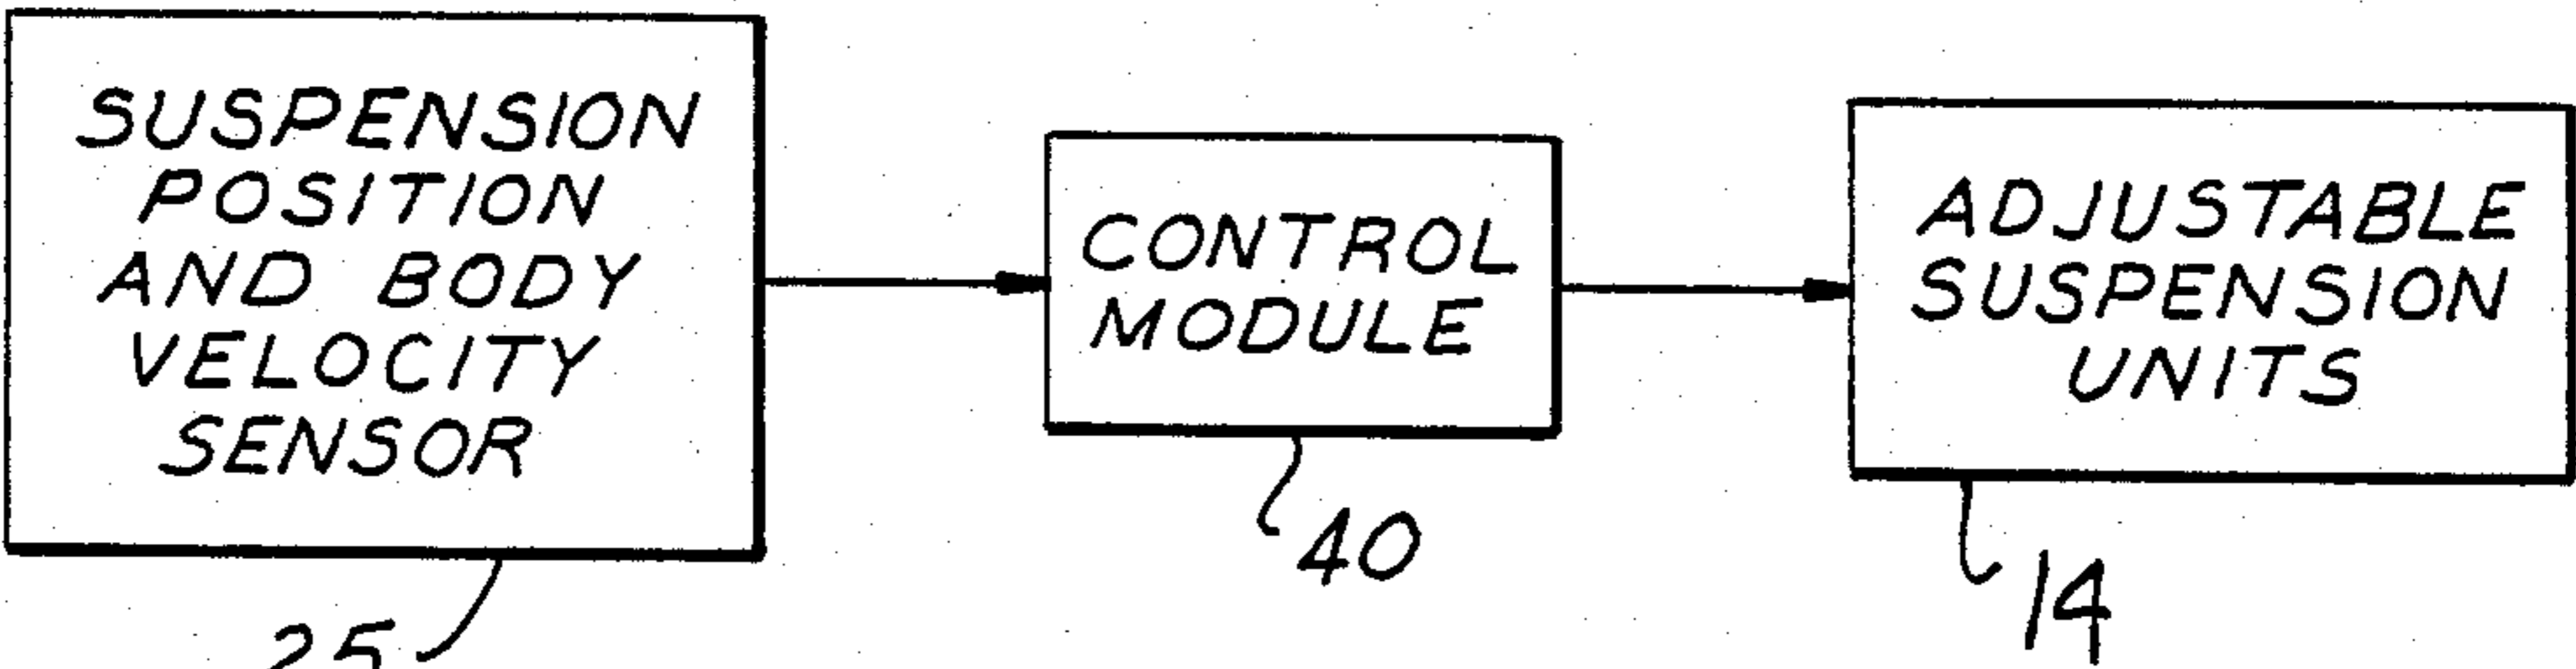 SUSPENSION
POSITION
AND BODY
VELOCITY
SENSOR
25
CONTROL
MODULE
40
ADJUSTABLE
SUSPENSION
UNITS
14